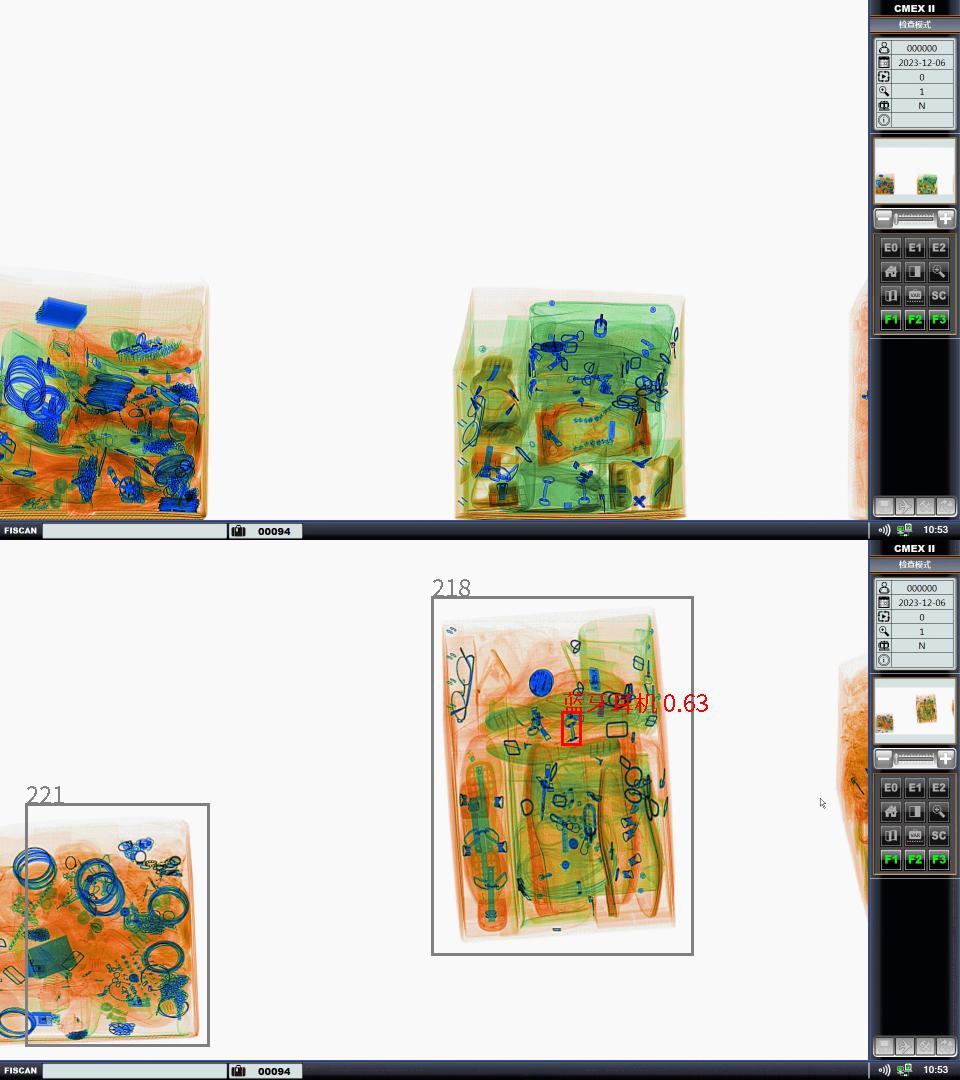 CMEX II
检查模式
000000
2023-12-06
0
1
N
E0 E1 E2
SC
F1 F2 F3
FISCAN
00094
10:53
CMEX II
检查模式
000000
2023-12-06
0
1
N
218
蓝牙耳机 0.63
E0 E1 E2
221
SC
F1 F2 F3
FISCAN
00094
10:53